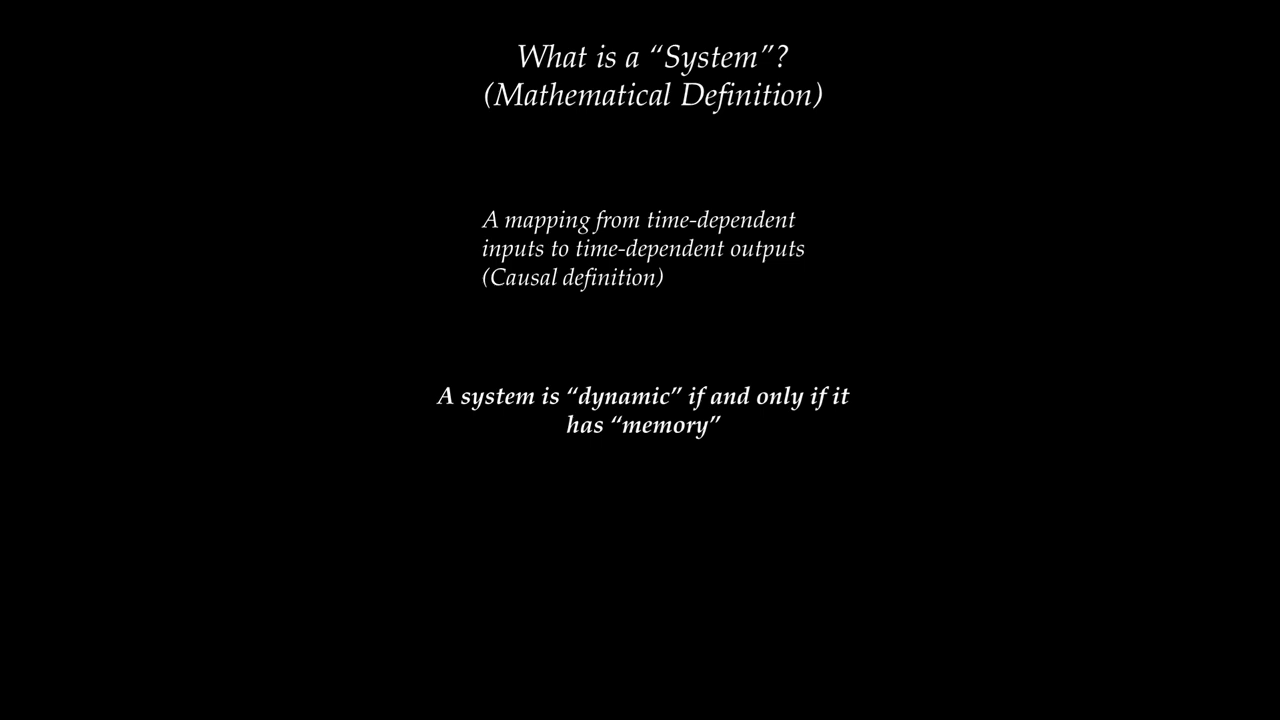 What is a “System”?
(Mathematical Definition)
A mapping from time-dependent
inputs to time-dependent outputs
(Causal definition)
A system is “dynamic” if and only if it
has “memory”